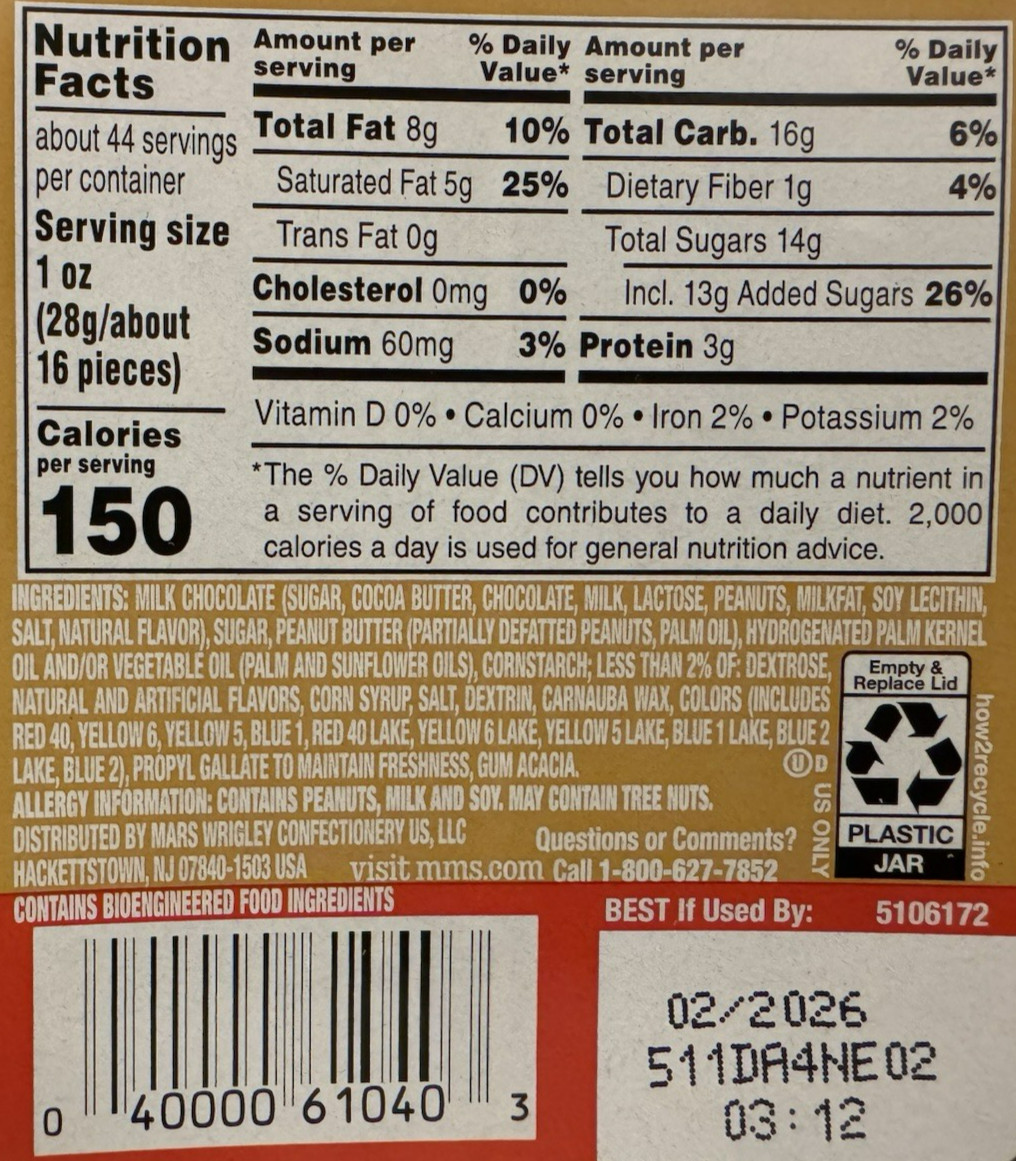 Nutrition
Facts
about 44 servings
per container
Serving size
1 oz
(28g/about
16 pieces)
Calories
per serving
150
Amount per
serving
% Daily
Value*
Total Fat 8g 10%
Saturated Fat 5g 25%
Trans Fat 0g
Cholesterol 0mg 0%
Sodium 60mg 3%
Amount per
serving
% Daily
Value*
Total Carb. 16g 6%
Dietary Fiber 1g 4%
Total Sugars 14g
Incl. 13g Added Sugars 26%
Protein 3g
Vitamin D 0% • Calcium 0% • Iron 2% • Potassium 2%
*The % Daily Value (DV) tells you how much a nutrient in
a serving of food contributes to a daily diet. 2,000
calories a day is used for general nutrition advice.
INGREDIENTS: MILK CHOCOLATE (SUGAR, COCOA BUTTER, CHOCOLATE, MILK, LACTOSE, PEANUTS, MILKFAT, SOY LECITHIN,
SALT, NATURAL FLAVOR), SUGAR, PEANUT BUTTER (PARTIALLY DEFATTED PEANUTS, PALM OIL), HYDROGENATED PALM KERNEL
OIL AND/OR VEGETABLE OIL (PALM AND SUNFLOWER OILS), CORNSTARCH; LESS THAN 2% OF: DEXTROSE,
NATURAL AND ARTIFICIAL FLAVORS, CORN SYRUP, SALT, DEXTRIN, CARNAUBA WAX, COLORS (INCLUDES
RED 40, YELLOW 6, YELLOW 5, BLUE 1, RED 40 LAKE, YELLOW 6 LAKE, YELLOW 5 LAKE, BLUE 1 LAKE, BLUE 2
LAKE, BLUE 2), PROPYL GALLATE TO MAINTAIN FRESHNESS, GUM ACACIA.
ALLERGY INFORMATION: CONTAINS PEANUTS, MILK AND SOY. MAY CONTAIN TREE NUTS.
DISTRIBUTED BY MARS WRIGLEY CONFECTIONERY US, LLC
HACKETTSTOWN, NJ 07840-1503 USA
Questions or Comments?
visit mms.com Call 1-800-627-7852
UD
US ONLY
Empty &
Replace Lid
PLASTIC
JAR
how2recycle.info
CONTAINS BIOENGINEERED FOOD INGREDIENTS
0 40000 61040 3
BEST If Used By: 5106172
02/2026
511DA4NE02
03:12